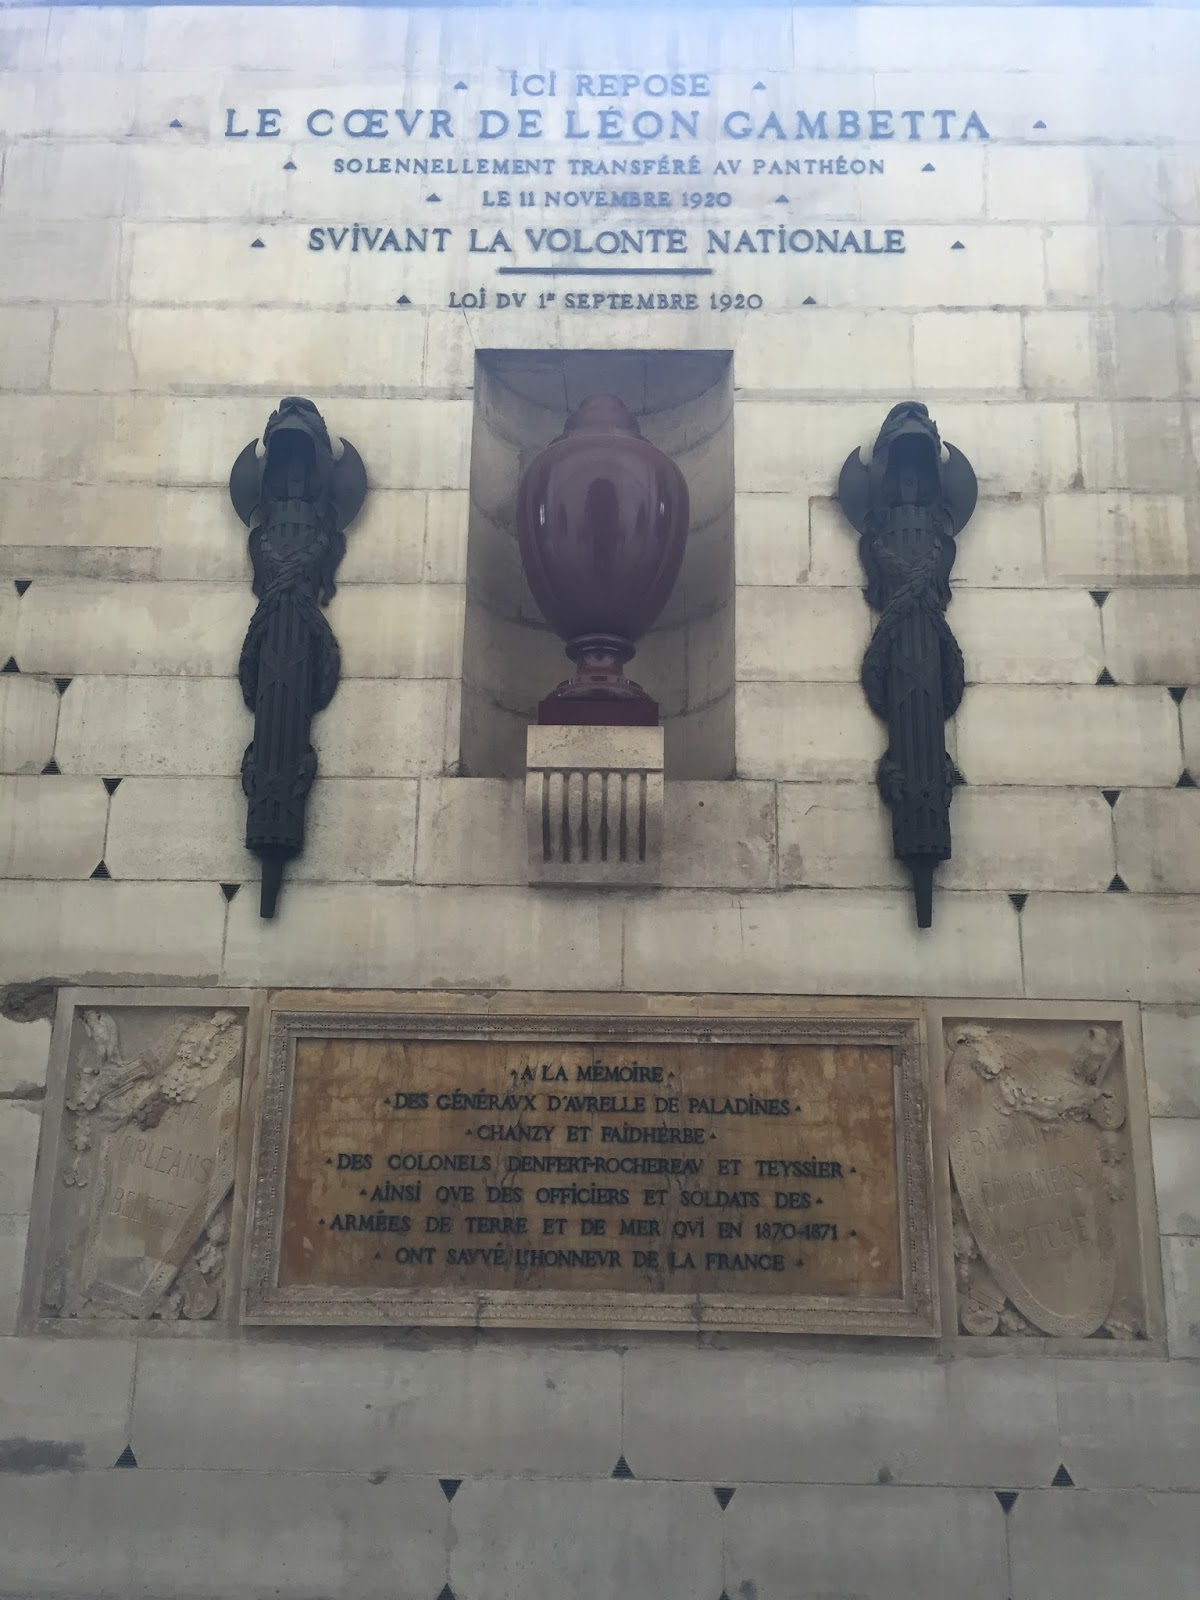 ICI REPOSE
LE CŒVR DE LÉON GAMBETTA
SOLENNELLEMENT TRANSFÉRÉ AV PANTHÉON
LE 11 NOVEMBRE 1920
SVIVANT LA VOLONTE NATIONALE
LOI DV 1ER SEPTEMBRE 1920
A LA MÉMOIRE
DES GÉNÉRAVX D'AVRELLE DE PALADINES
CHANZY ET FAIDHERBE
DES COLONELS DENFERT-ROCHEREAV ET TEYSSIER
AINSI QVE DES OFFICIERS ET SOLDATS DES
ARMÉES DE TERRE ET DE MER QVI EN 1870-1871
ONT SAVVÉ L'HONNEVR DE LA FRANCE
ORLEANS
BELFORT
BITCHE